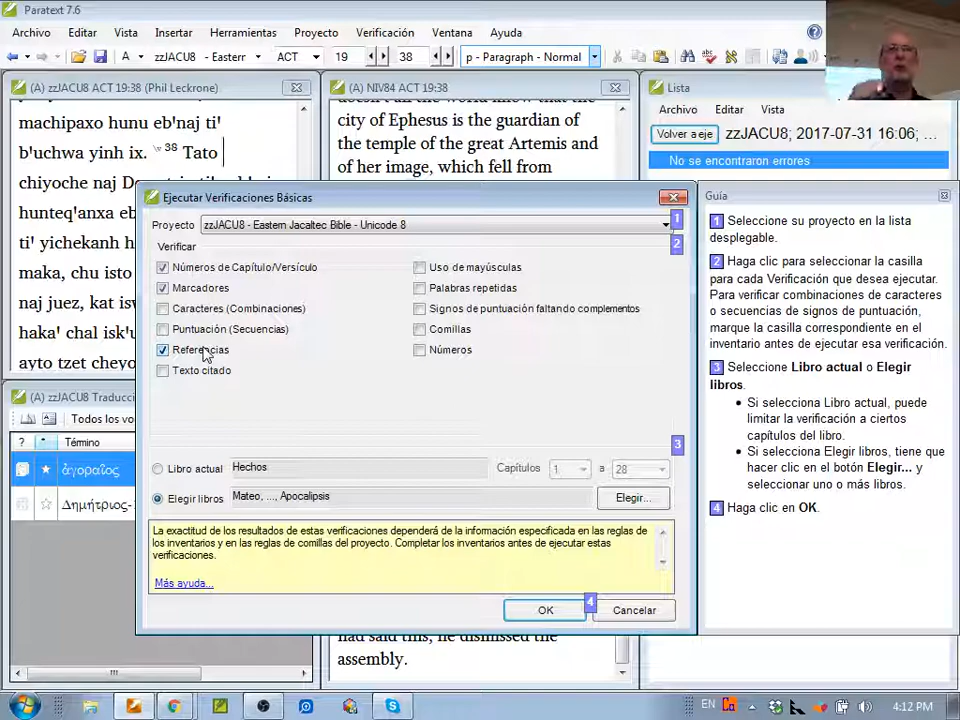 Paratext 7.6
Archivo Editar Vista Insertar Herramientas Proyecto Verificación Ventana Ayuda
zzJACU8 - Easterr ACT 19 38 p - Paragraph - Normal
(A) zzJACU8 ACT 19:38 (Phil Leckrone)
machipaxo hunu eb'naj ti'
b'uchwa yinh ix. 38 Tato
hunteq'anxa eb'naj
ti' yichekanh h
maka, chu isto
naj juez, kat isw
haka' chal isk'u
ayto tzet cheyo
(A) NIV84 ACT 19:38
city of Ephesus is the guardian of
the temple of the great Artemis and
of her image, which fell from
had said this, he dismissed the
assembly.
Lista
Archivo Editar Vista
Volver a eje zzJACU8; 2017-07-31 16:06; ...
No se encontraron errores
(A) zzJACU8 Traducci
Todos los vo
? Término
ἀγοραῖος
Δημήτριος-
Ejecutar Verificaciones Básicas
Proyecto zzJACU8 - Eastern Jacaltec Bible - Unicode 8 1
Verificar 2
Números de Capítulo/Versículo Uso de mayúsculas
Marcadores Palabras repetidas
Caracteres (Combinaciones) Signos de puntuación faltando complementos
Puntuación (Secuencias) Comillas
Referencias Números
Texto citado
3
Libro actual Hechos Capítulos 1 a 28
Elegir libros Mateo, ..., Apocalipsis Elegir...
La exactitud de los resultados de estas verificaciones dependerá de la información especificada en las reglas de
los inventarios y en las reglas de comillas del proyecto. Completar los inventarios antes de ejecutar estas
verificaciones.
Más ayuda...
OK 4 Cancelar
Guía
1 Seleccione su proyecto en la lista
desplegable.
2 Haga clic para seleccionar la casilla
para cada Verificación que desea ejecutar.
Para verificar combinaciones de caracteres
o secuencias de signos de puntuación,
marque la casilla correspondiente en el
inventario antes de ejecutar esa verificación.
3 Seleccione Libro actual o Elegir
libros.
Si selecciona Libro actual, puede
limitar la verificación a ciertos
capítulos del libro.
Si selecciona Elegir libros, tiene que
hacer clic en el botón Elegir... y
seleccionar uno o más libros.
4 Haga clic en OK.
EN 4:12 PM